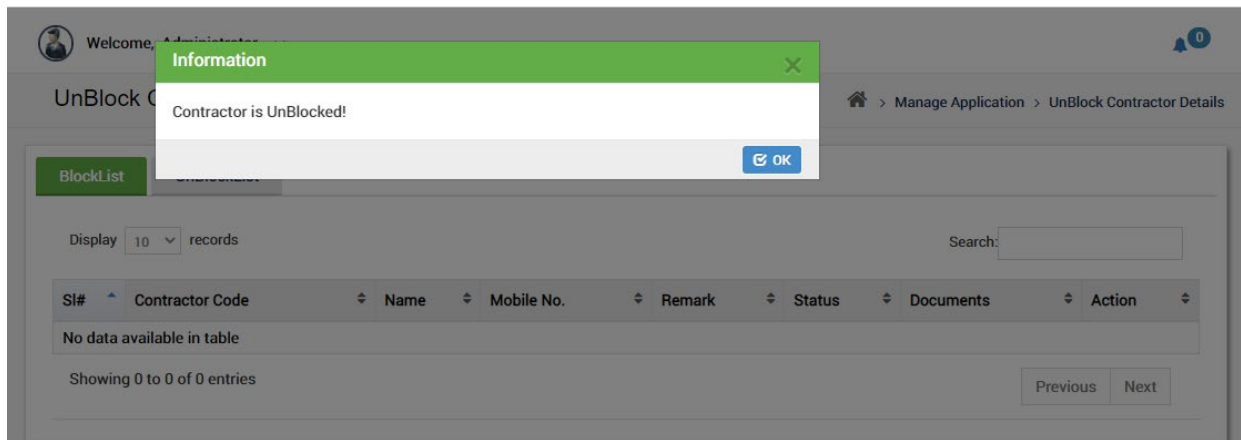 Welcome,
0
Information
UnBlock
> Manage Application > UnBlock Contractor Details
Contractor is UnBlocked!
OK
BlockList
Display 10 records
Search:
Sl# Contractor Code Name Mobile No. Remark Status Documents Action
No data available in table
Showing 0 to 0 of 0 entries
Previous Next